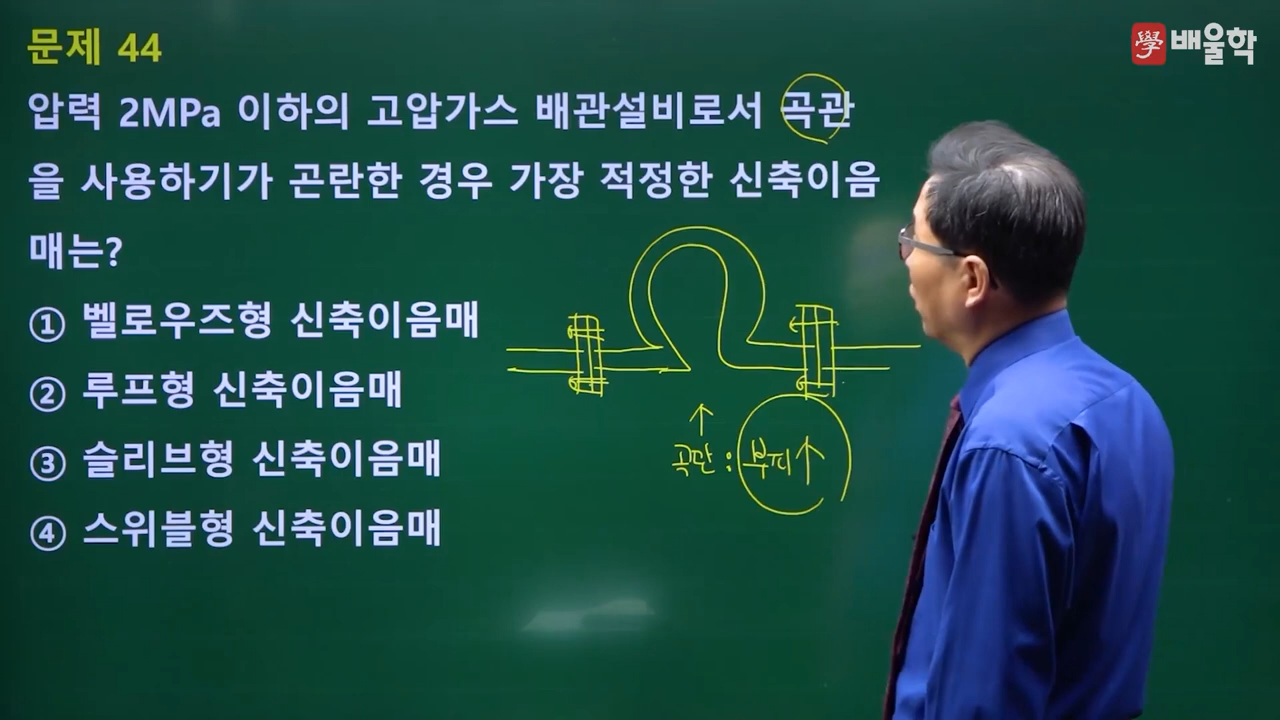 문제 44
學 배울학
압력 2MPa 이하의 고압가스 배관설비로서 곡관
을 사용하기가 곤란한 경우 가장 적정한 신축이음
매는?
① 벨로우즈형 신축이음매
② 루프형 신축이음매
③ 슬리브형 신축이음매
④ 스위블형 신축이음매
곡관 : 부피↑